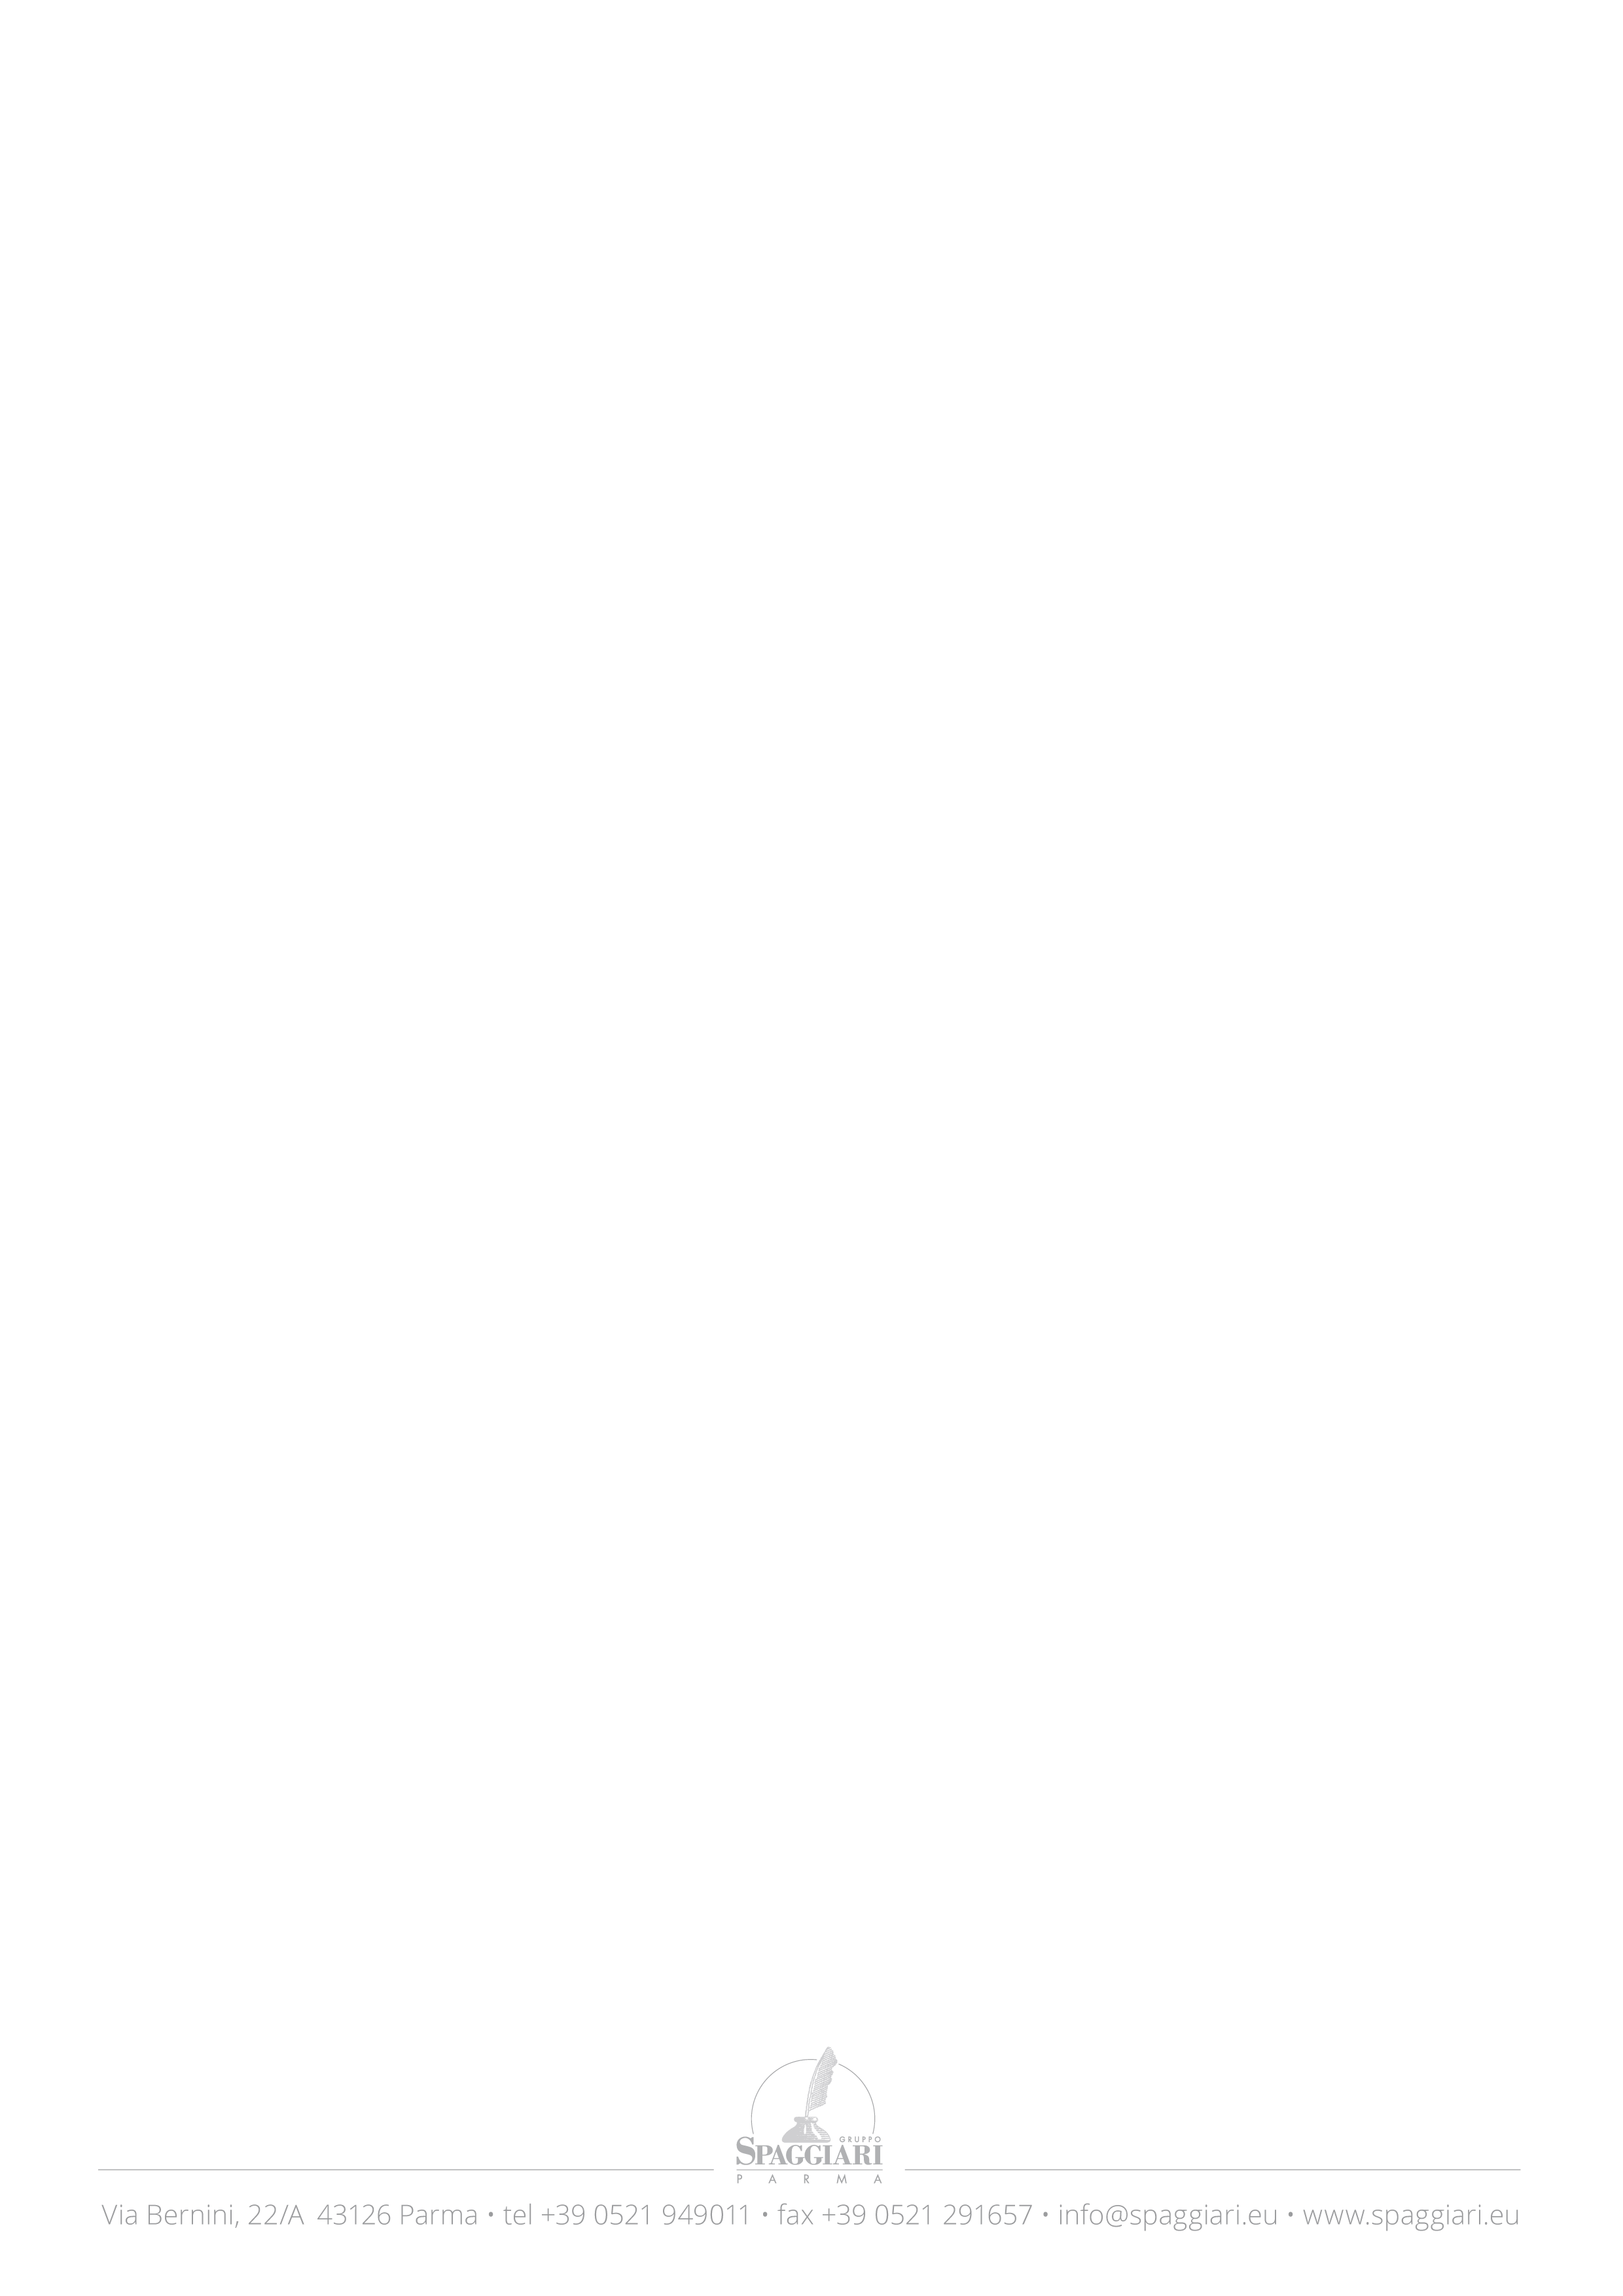 GRUPPO
SPAGGIARI
PARMA
Via Bernini, 22/A 43126 Parma • tel +39 0521 949011 • fax +39 0521 291657 • info@spaggiari.eu • www.spaggiari.eu